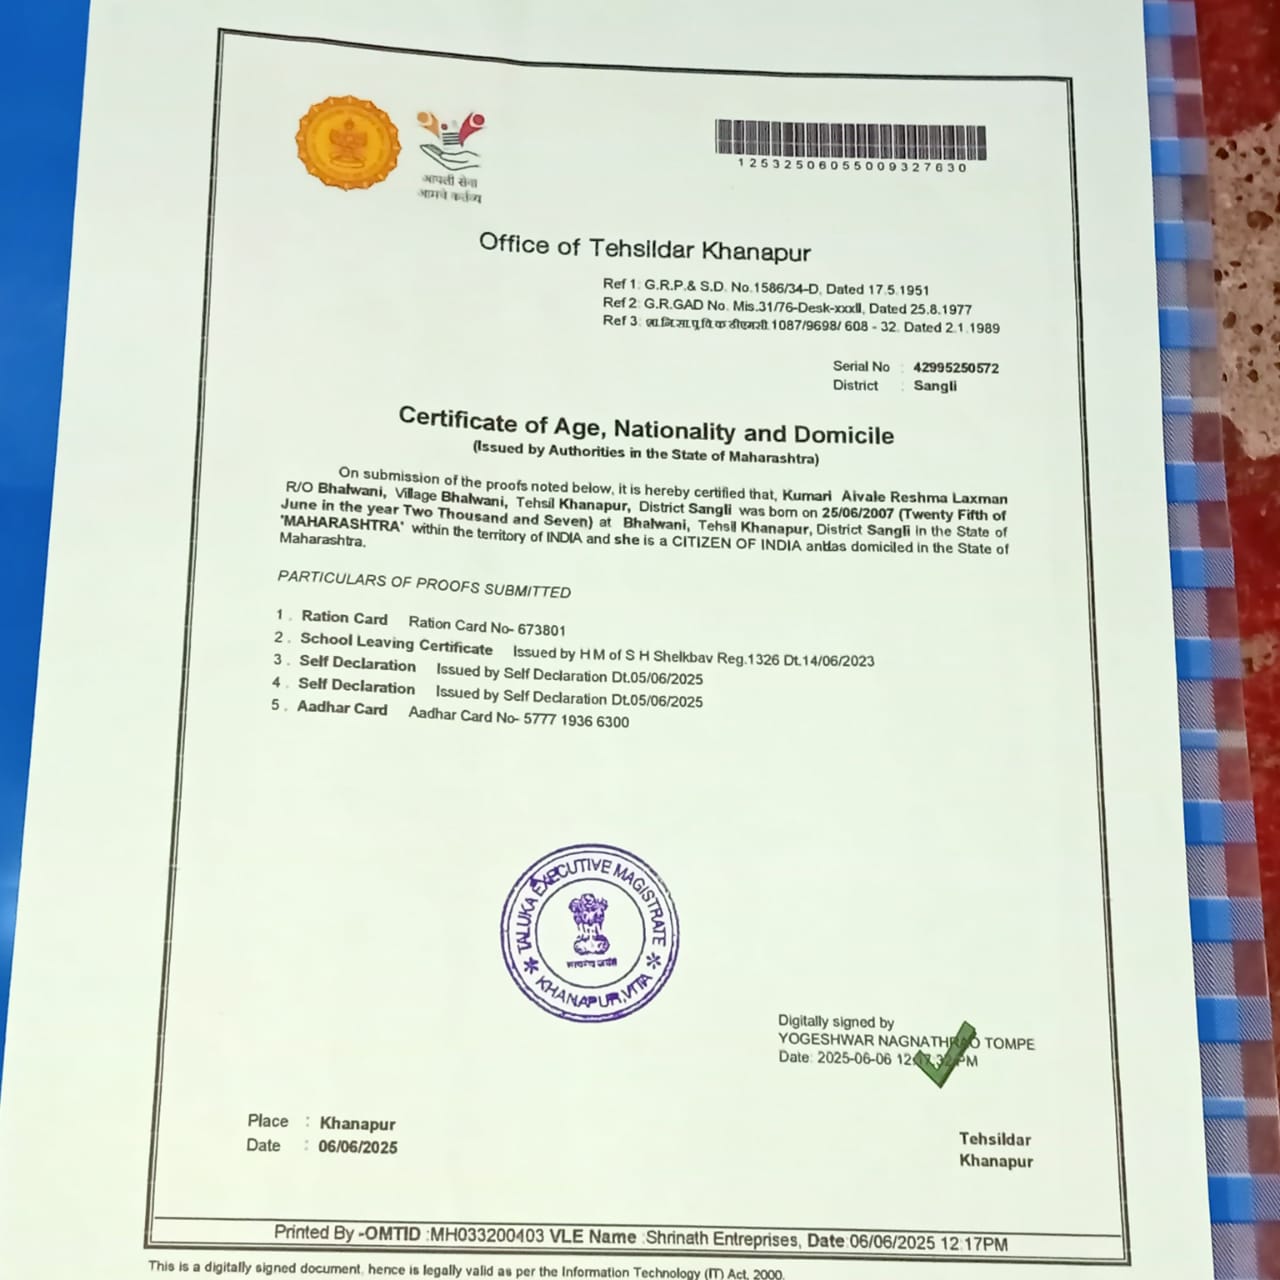 आपली सेवा
आमचे कर्तव्य
12532506055009327630
Office of Tehsildar Khanapur
Ref 1: G.R.P.& S.D. No.1586/34-D, Dated 17.5.1951
Ref 2: G.R.GAD No. Mis.31/76-Desk-xxxII, Dated 25.8.1977
Ref 3: 1087/9698/ 608 - 32. Dated 2.1.1989
Serial No : 42995250572
District : Sangli
Certificate of Age, Nationality and Domicile
(Issued by Authorities in the State of Maharashtra)
On submission of the proofs noted below, it is hereby certified that, Kumari Aivale Reshma Laxman
R/O Bhalwani, Village Bhalwani, Tehsil Khanapur, District Sangli was born on 25/06/2007 (Twenty Fifth of
June in the year Two Thousand and Seven) at Bhalwani, Tehsil Khanapur, District Sangli in the State of
'MAHARASHTRA' within the territory of INDIA and she is a CITIZEN OF INDIA andas domiciled in the State of
Maharashtra.
PARTICULARS OF PROOFS SUBMITTED
1 . Ration Card Ration Card No- 673801
2 . School Leaving Certificate Issued by H M of S H Shelkbav Reg.1326 Dt.14/06/2023
3 . Self Declaration Issued by Self Declaration Dt.05/06/2025
4 . Self Declaration Issued by Self Declaration Dt.05/06/2025
5 . Aadhar Card Aadhar Card No- 5777 1936 6300
TALUKA EXECUTIVE MAGISTRATE
सत्यमेव जयते
KHANAPUR, VITA
Digitally signed by
YOGESHWAR NAGNATHRAO TOMPE
Date: 2025-06-06 PM
Place : Khanapur
Date : 06/06/2025
Tehsildar
Khanapur
Printed By -OMTID :MH033200403 VLE Name :Shrinath Entreprises, Date:06/06/2025 12:17PM
This is a digitally signed document, hence is legally valid as per the Information Technology (IT) Act, 2000.